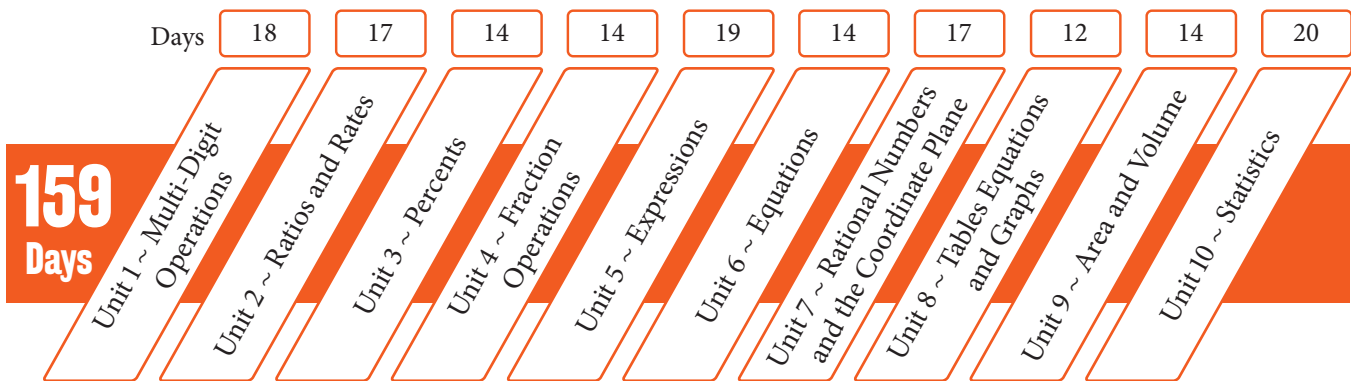 Days 18 17 14 14 19 14 17 12 14 20
159
Days
Unit 1 ~ Multi-Digit
Operations
Unit 2 ~ Ratios and Rates
Unit 3 ~ Percents
Unit 4 ~ Fraction
Operations
Unit 5 ~ Expressions
Unit 6 ~ Equations
Unit 7 ~ Rational Numbers
and the Coordinate Plane
Unit 8 ~ Tables Equations
and Graphs
Unit 9 ~ Area and Volume
Unit 10 ~ Statistics